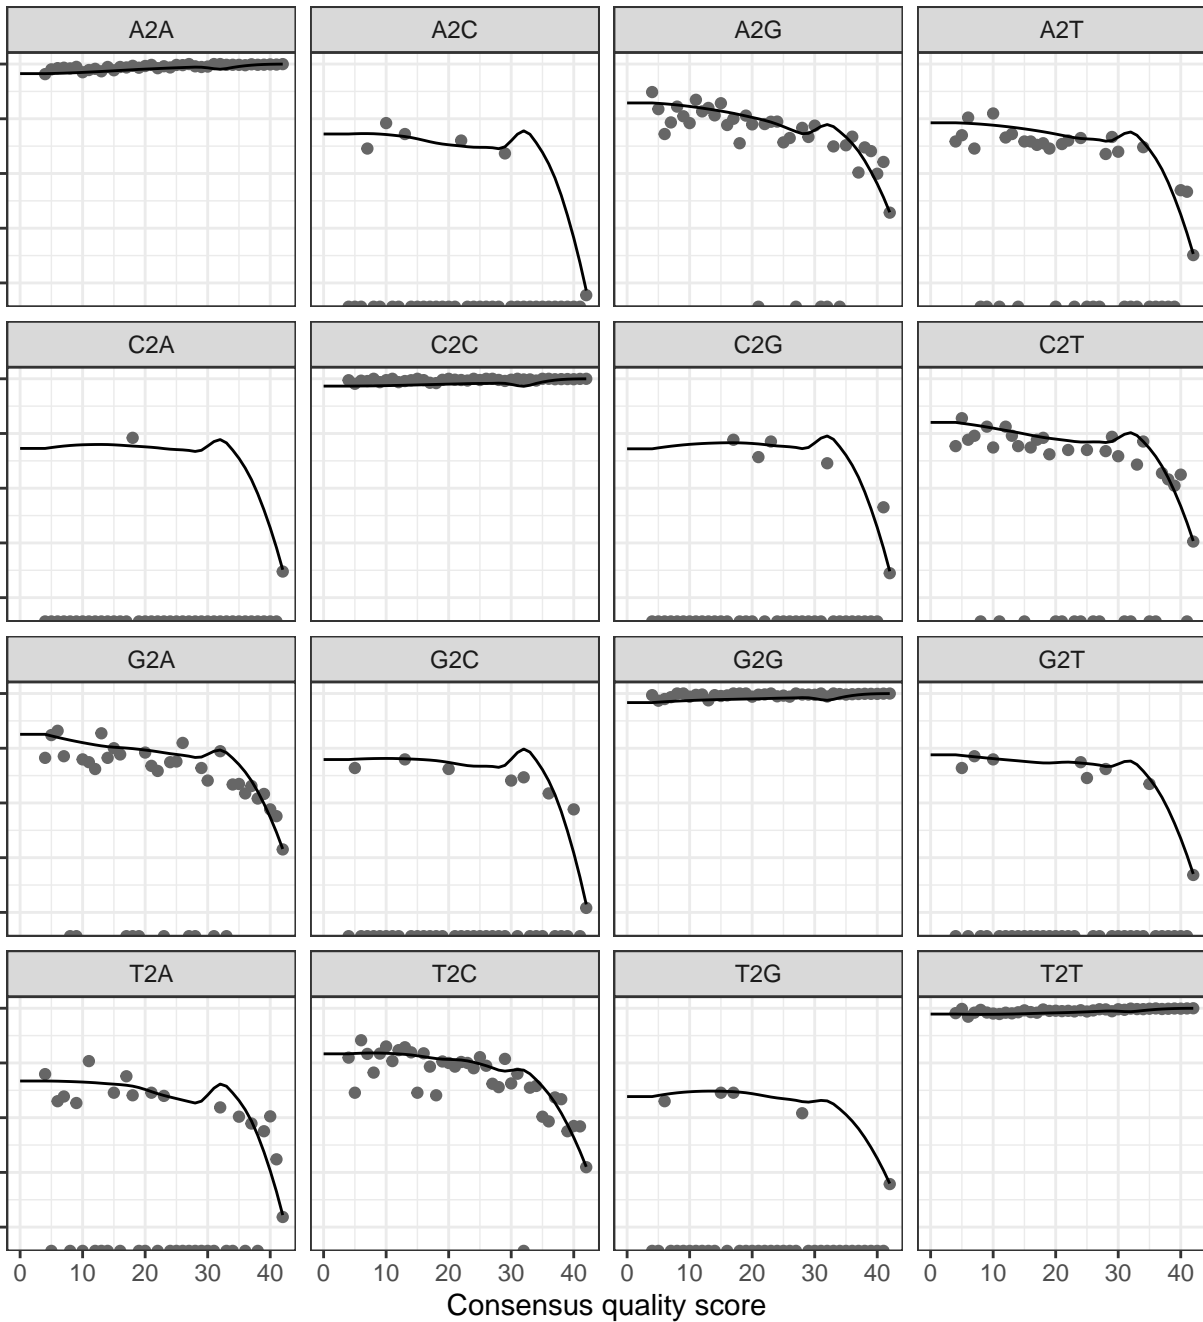 A2A A2C A2G A2T
C2A C2C C2G C2T
G2A G2C G2G G2T
T2A T2C T2G T2T
0 10 20 30 40 0 10 20 30 40 0 10 20 30 40 0 10 20 30 40
Consensus quality score